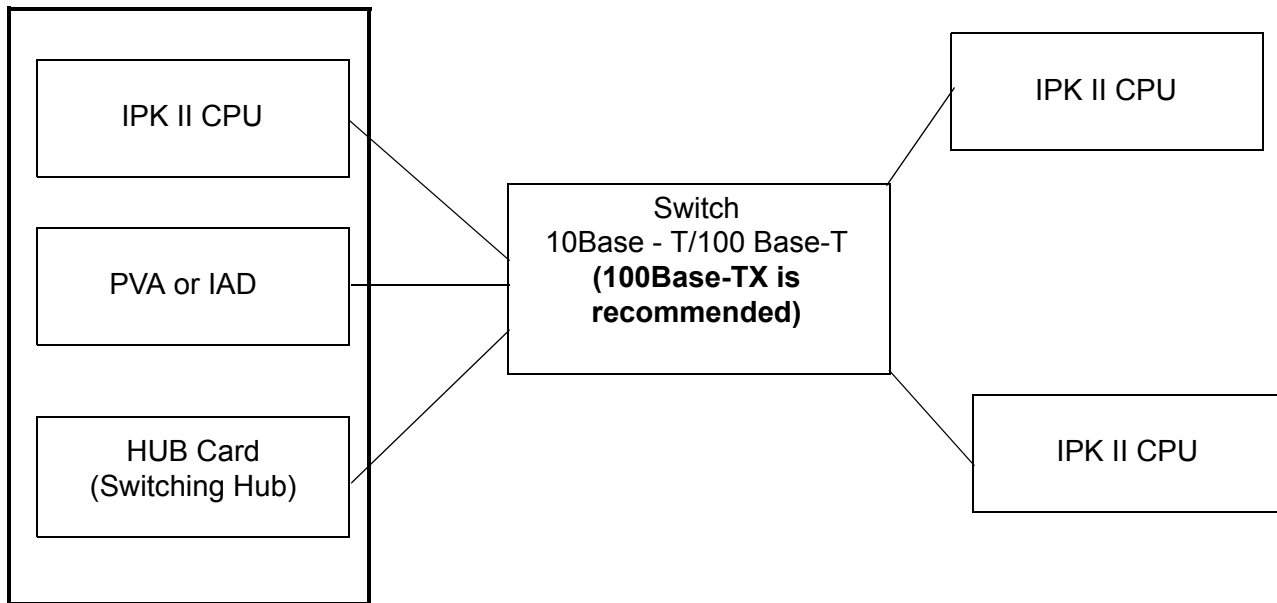 IPK II CPU
PVA or IAD
HUB Card
(Switching Hub)
Switch
10Base - T/100 Base-T
(100Base-TX is
recommended)
IPK II CPU
IPK II CPU